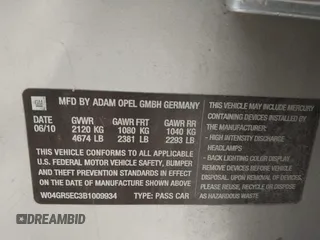 GM
MFD BY ADAM OPEL GMBH GERMANY
DATE GVWR GAWR FRT GAWR RR
06/10 2120 KG 1080 KG 1040 KG
4674 LB 2381 LB 2293 LB
THIS VEHICLE CONFORMS TO ALL APPLICABLE
U.S. FEDERAL MOTOR VEHICLE SAFETY, BUMPER
AND THEFT PREVENTION STANDARDS IN
EFFECT ON THE DATE OF MANUFACTURE
SHOWN ABOVE.
W04GR5EC3B1009934 TYPE: PASS CAR
THIS VEHICLE MAY INCLUDE MERCURY
CONTAINING DEVICES INSTALLED BY
THE MANUFACTURER:
- HIGH INTENSITY DISCHARGE
HEADLAMPS
- BACK LIGHTING COLOR DISPLAY
REMOVE DEVICES BEFORE VEHICLE
DISPOSAL
UPON REMOVAL OF DEVICES PLEASE
REUSE, RECYCLE OR DISPOSE
AS HAZARDOUS WASTE